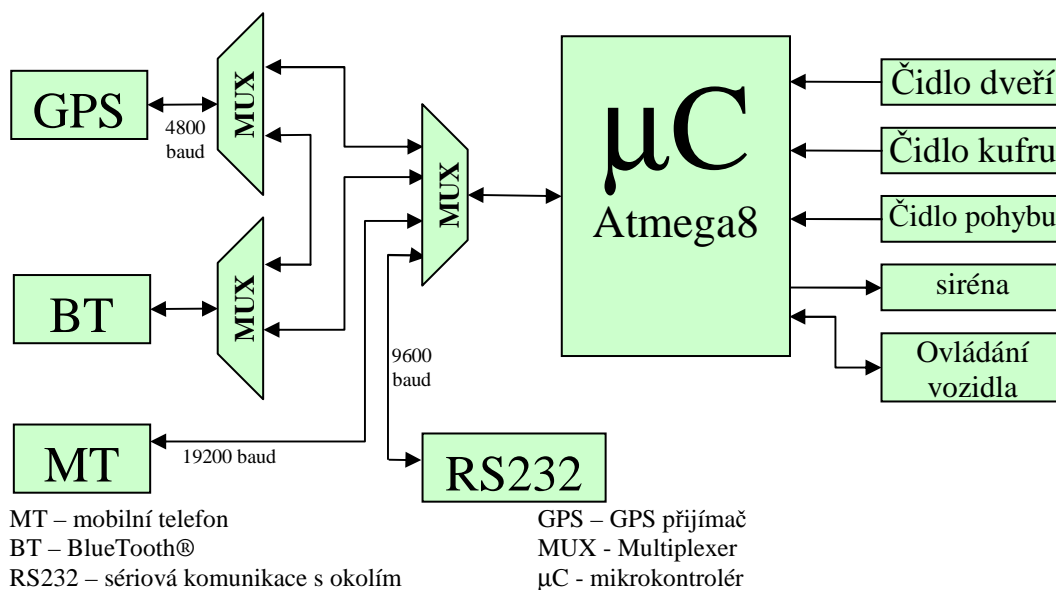 GPS
4800
baud
MUX
BT
MUX
MT
19200 baud
MUX
9600
baud
RS232
µC
Atmega8
Čidlo dveří
Čidlo kufru
Čidlo pohybu
siréna
Ovládání
vozidla
MT – mobilní telefon
BT – BlueTooth®
RS232 – sériová komunikace s okolím
GPS – GPS přijímač
MUX - Multiplexer
µC - mikrokontrolér